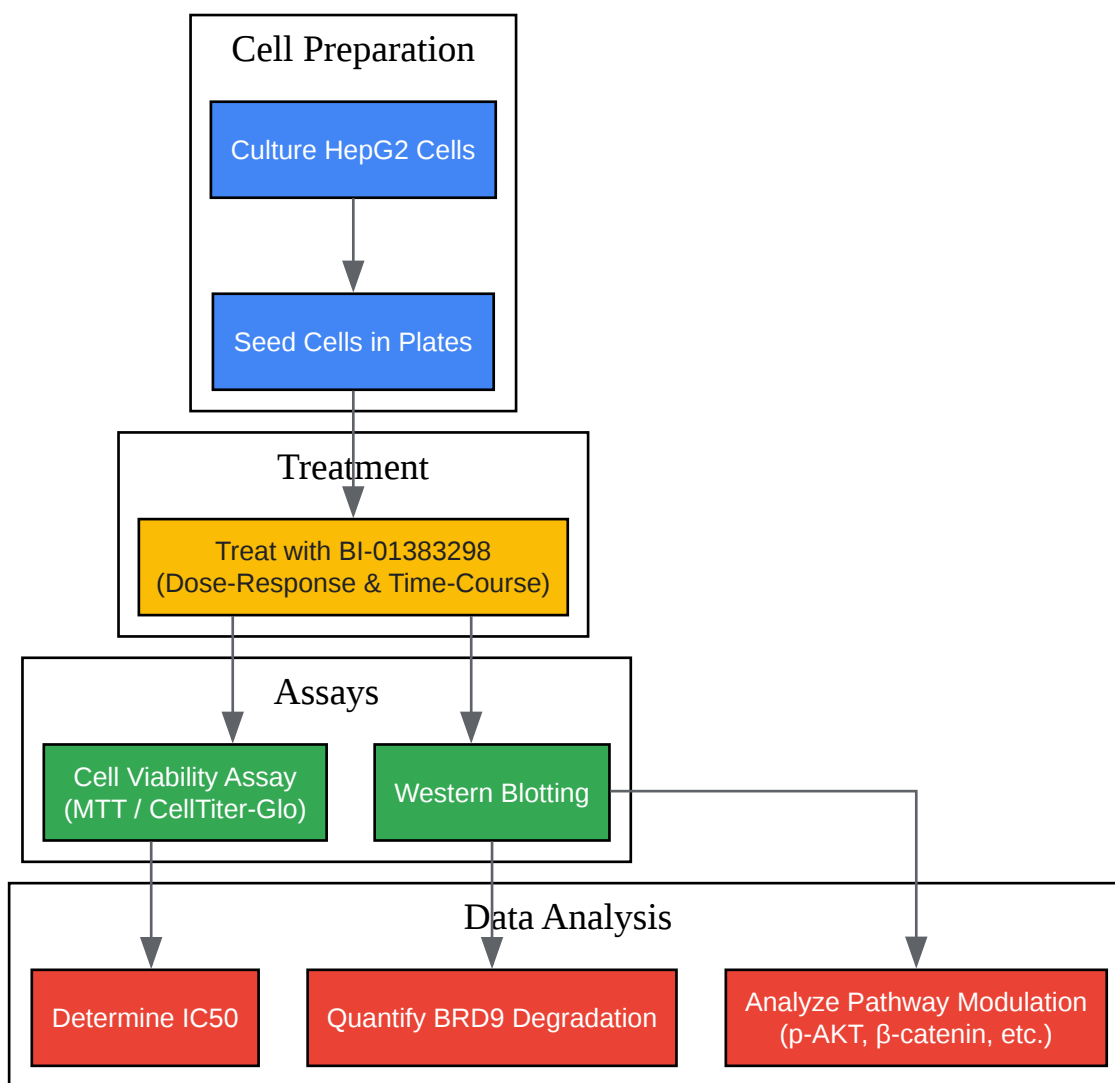 Cell Preparation
Culture HepG2 Cells
Seed Cells in Plates
Treatment
Treat with BI-01383298
(Dose-Response & Time-Course)
Assays
Cell Viability Assay
(MTT / CellTiter-Glo)
Western Blotting
Data Analysis
Determine IC50
Quantify BRD9 Degradation
Analyze Pathway Modulation
(p-AKT, β-catenin, etc.)